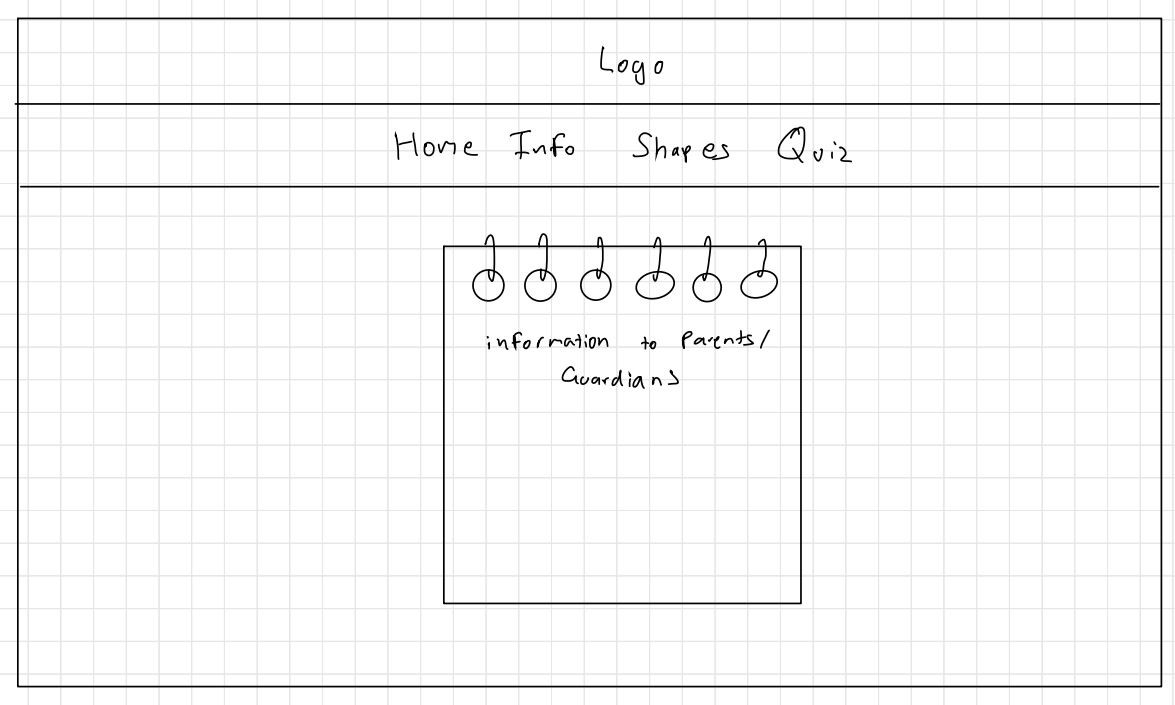 Logo
Home Info Shapes Quiz
information to Parents/
Guardians